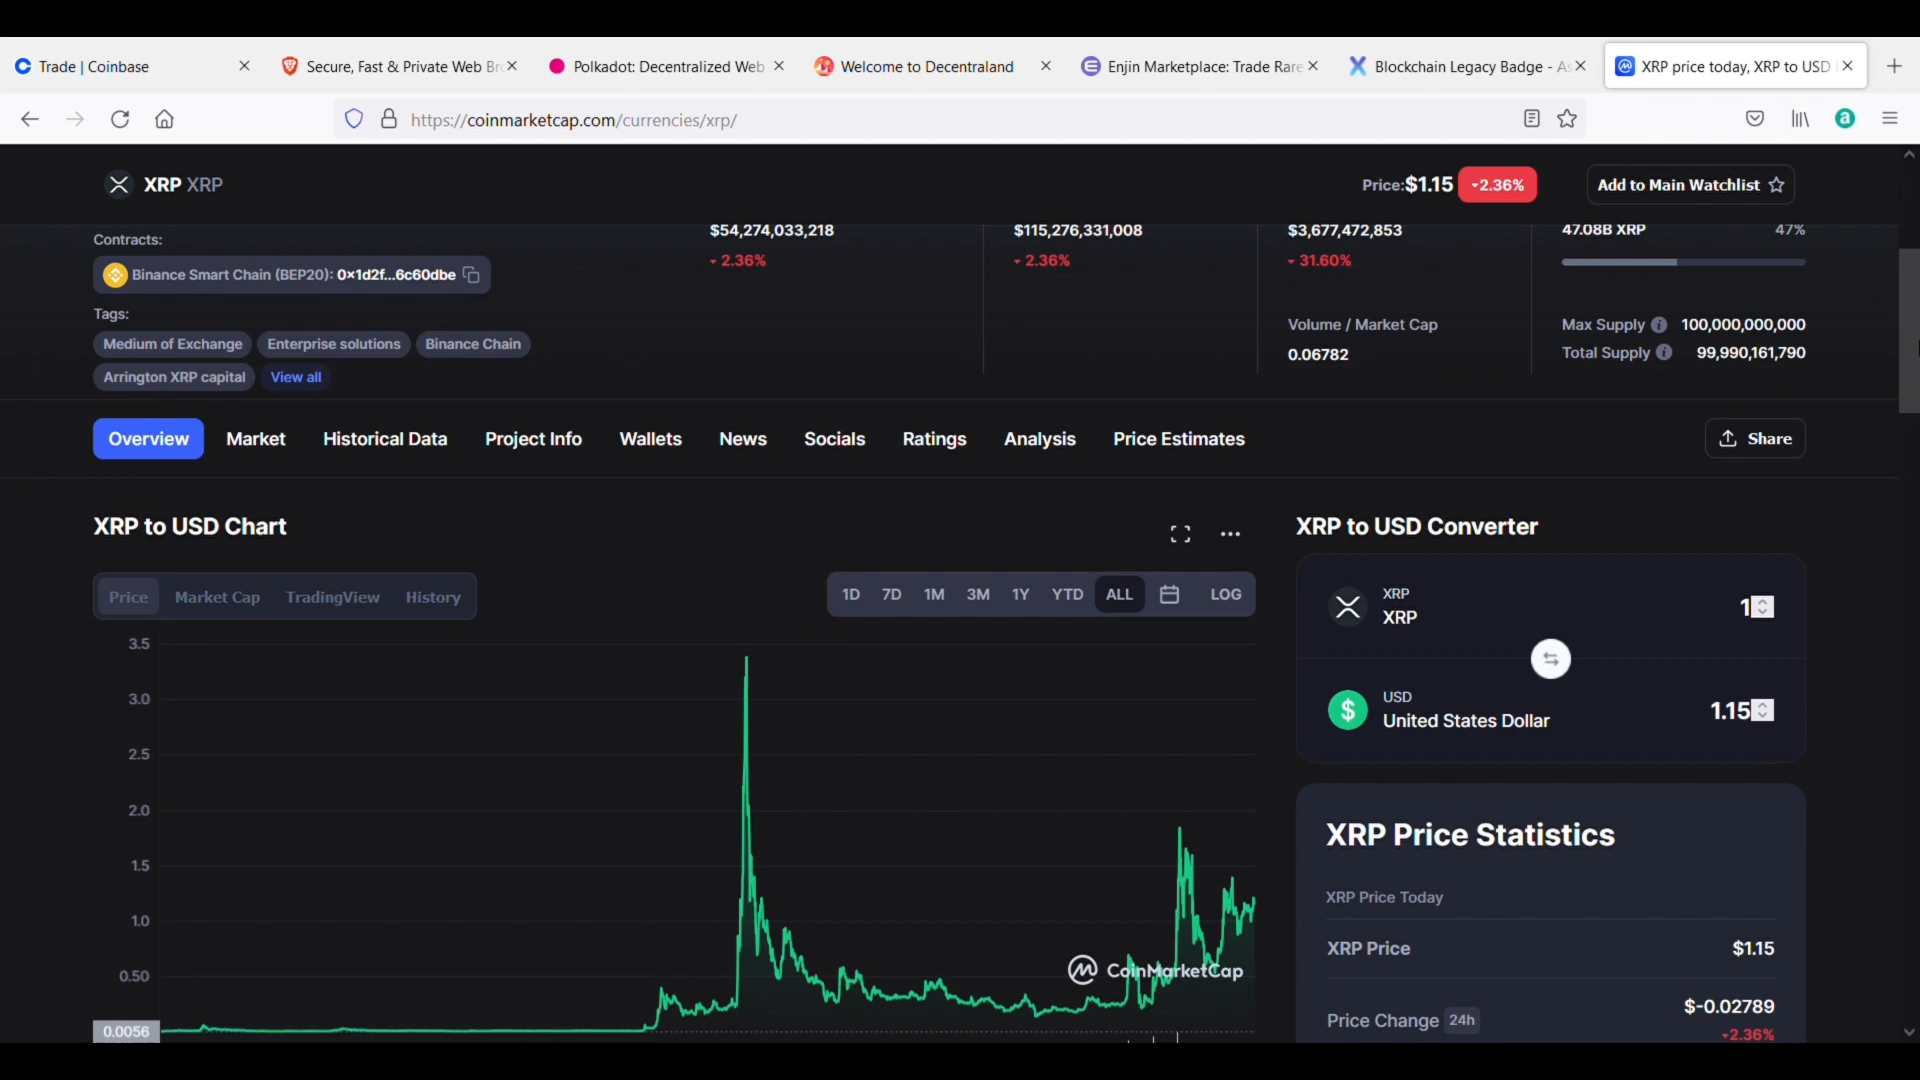 Trade | Coinbase
Secure, Fast & Private Web Br
Polkadot: Decentralized Web
Welcome to Decentraland
Enjin Marketplace: Trade Rare
Blockchain Legacy Badge - As
XRP price today, XRP to USD
https://coinmarketcap.com/currencies/xrp/
XRP XRP
Price:$1.15 2.36%
Add to Main Watchlist
Contracts:
Binance Smart Chain (BEP20): 0x1d2f...6c60dbe
Tags:
Medium of Exchange
Enterprise solutions
Binance Chain
Arrington XRP capital
View all
$54,274,033,218
2.36%
$115,276,331,008
2.36%
$3,677,472,853
31.60%
Volume / Market Cap
0.06782
47.08B XRP 47%
Max Supply 100,000,000,000
Total Supply 99,990,161,790
Overview Market Historical Data Project Info Wallets News Socials Ratings Analysis Price Estimates
Share
XRP to USD Chart
Price Market Cap TradingView History
1D 7D 1M 3M 1Y YTD ALL LOG
3.5
3.0
2.5
2.0
1.5
1.0
0.50
0.0056
CoinMarketCap
XRP to USD Converter
XRP
XRP
1
USD
United States Dollar
1.15
XRP Price Statistics
XRP Price Today
XRP Price $1.15
Price Change 24h
$-0.02789
2.36%